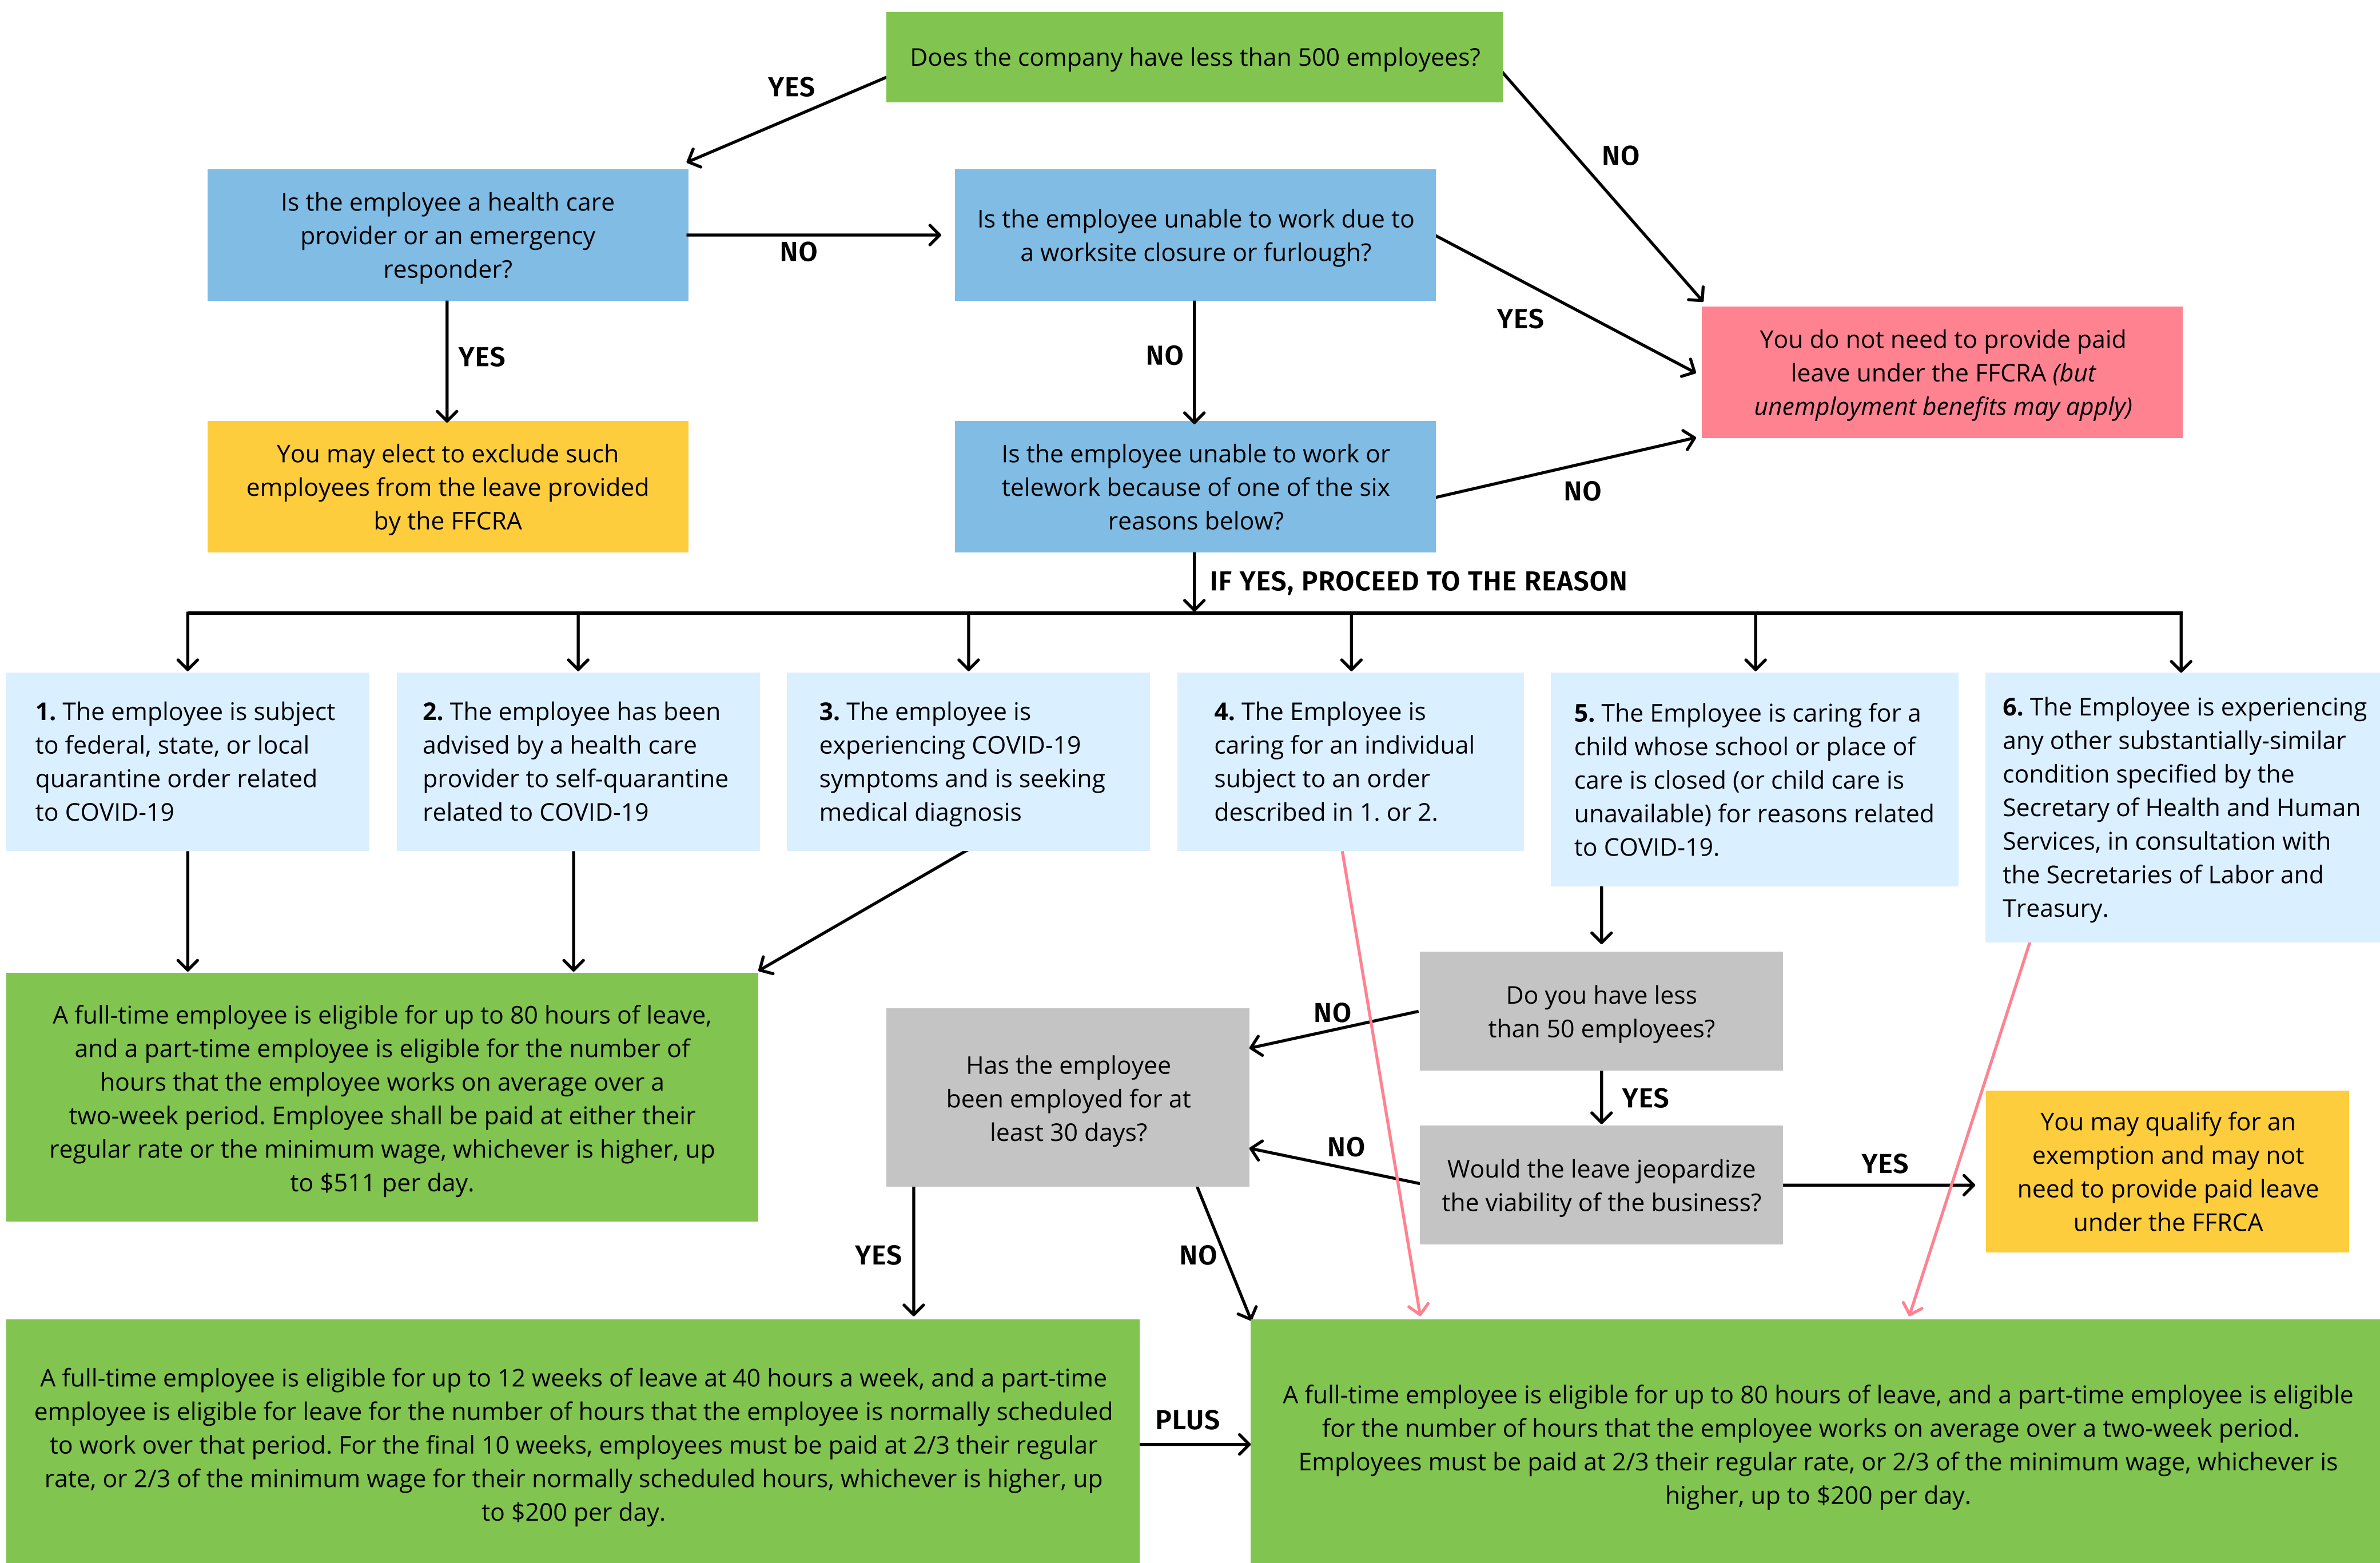 Does the company have less than 500 employees?
YES
NO
Is the employee a health care
provider or an emergency
responder?
NO
Is the employee unable to work due to
a worksite closure or furlough?
YES
YES
NO
You do not need to provide paid
leave under the FFCRA (but
unemployment benefits may apply)
You may elect to exclude such
employees from the leave provided
by the FFCRA
Is the employee unable to work or
telework because of one of the six
reasons below?
NO
IF YES, PROCEED TO THE REASON
1. The employee is subject
to federal, state, or local
quarantine order related
to COVID-19
2. The employee has been
advised by a health care
provider to self-quarantine
related to COVID-19
3. The employee is
experiencing COVID-19
symptoms and is seeking
medical diagnosis
4. The Employee is
caring for an individual
subject to an order
described in 1. or 2.
5. The Employee is caring for a
child whose school or place of
care is closed (or child care is
unavailable) for reasons related
to COVID-19.
6. The Employee is experiencing
any other substantially-similar
condition specified by the
Secretary of Health and Human
Services, in consultation with
the Secretaries of Labor and
Treasury.
A full-time employee is eligible for up to 80 hours of leave,
and a part-time employee is eligible for the number of
hours that the employee works on average over a
two-week period. Employee shall be paid at either their
regular rate or the minimum wage, whichever is higher, up
to $511 per day.
Has the employee
been employed for at
least 30 days?
NO
Do you have less
than 50 employees?
YES
NO
Would the leave jeopardize
the viability of the business?
YES
You may qualify for an
exemption and may not
need to provide paid leave
under the FFRCA
YES
NO
A full-time employee is eligible for up to 12 weeks of leave at 40 hours a week, and a part-time
employee is eligible for leave for the number of hours that the employee is normally scheduled
to work over that period. For the final 10 weeks, employees must be paid at 2/3 their regular
rate, or 2/3 of the minimum wage for their normally scheduled hours, whichever is higher, up
to $200 per day.
PLUS
A full-time employee is eligible for up to 80 hours of leave, and a part-time employee is eligible
for the number of hours that the employee works on average over a two-week period.
Employees must be paid at 2/3 their regular rate, or 2/3 of the minimum wage, whichever is
higher, up to $200 per day.